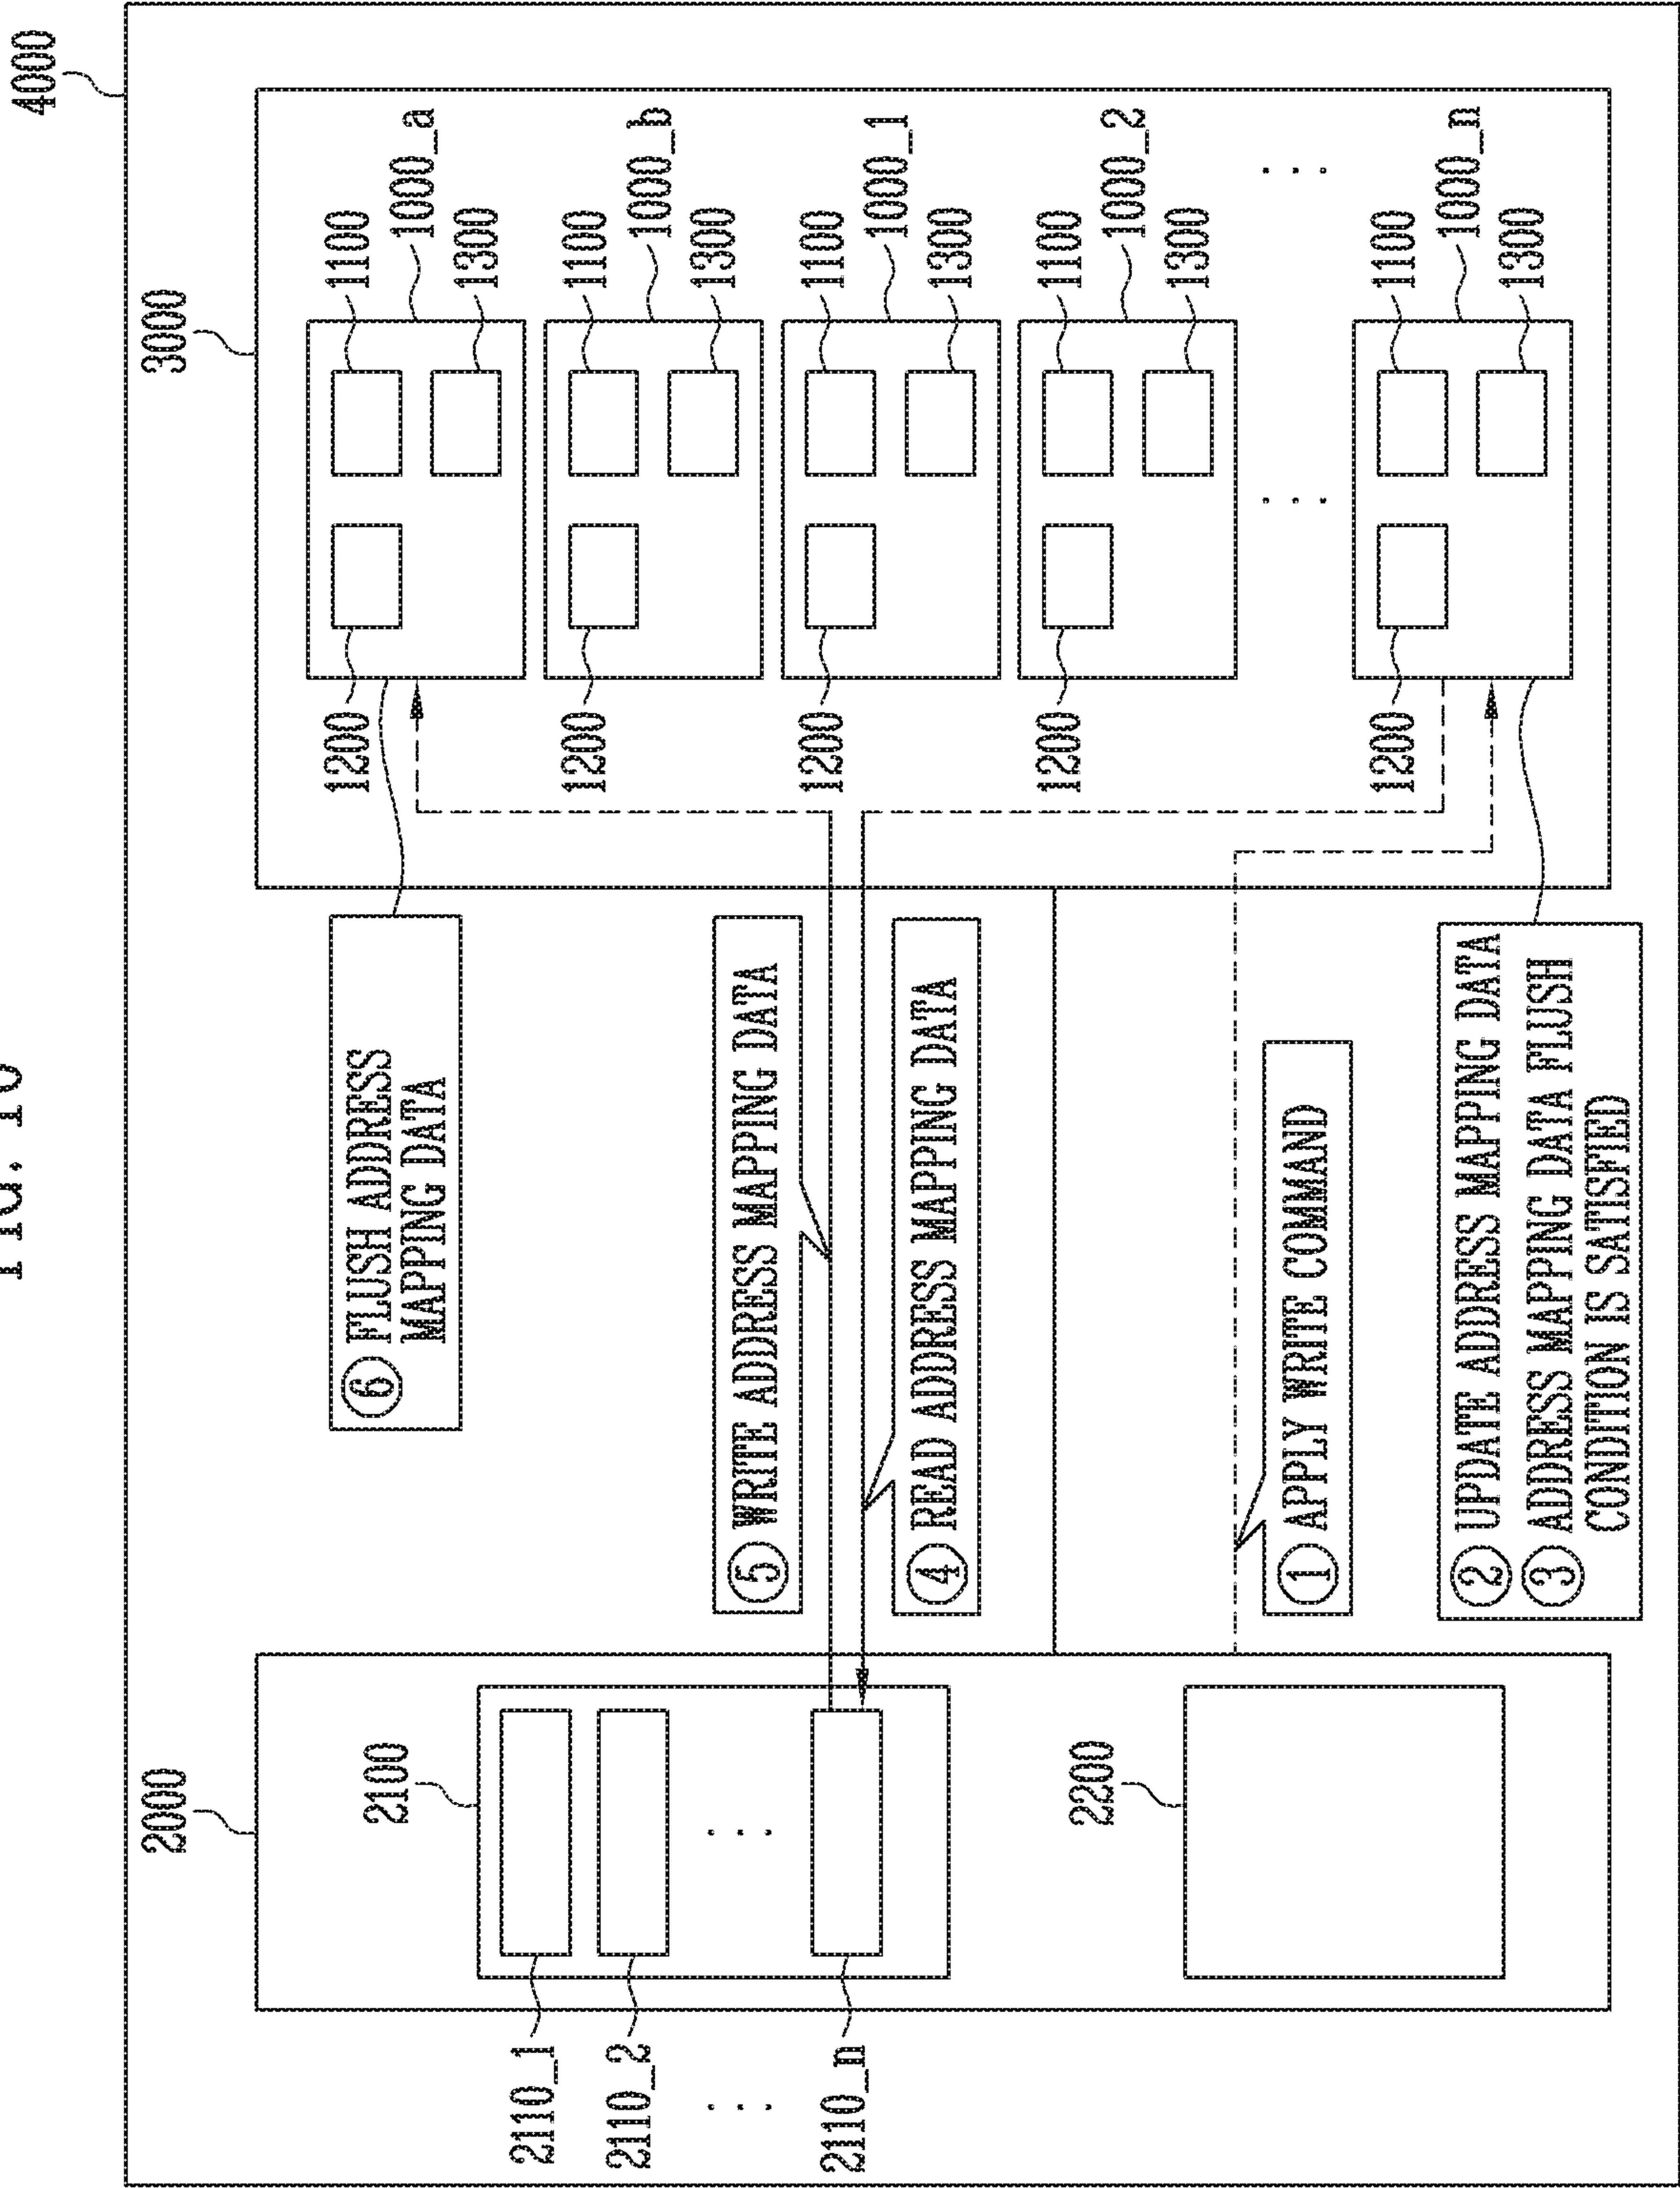 FIG.
4000
2000
3000
1200
1100
⑥ FLUSH ADDRESS
MAPPING DATA
2100
1000_a
1300
2110_1
1200
1100
2110_2
1000_b
1300
...
...
⑤ WRITE ADDRESS MAPPING DATA
1200
1100
2110_n
1000_1
④ READ ADDRESS MAPPING DATA
1300
1200
1100
2200
1000_2
1300
① APPLY WRITE COMMAND
...
...
1200
1100
1000_n
② UPDATE ADDRESS MAPPING DATA
1300
③ ADDRESS MAPPING DATA FLUSH
CONDITION IS SATISFIED